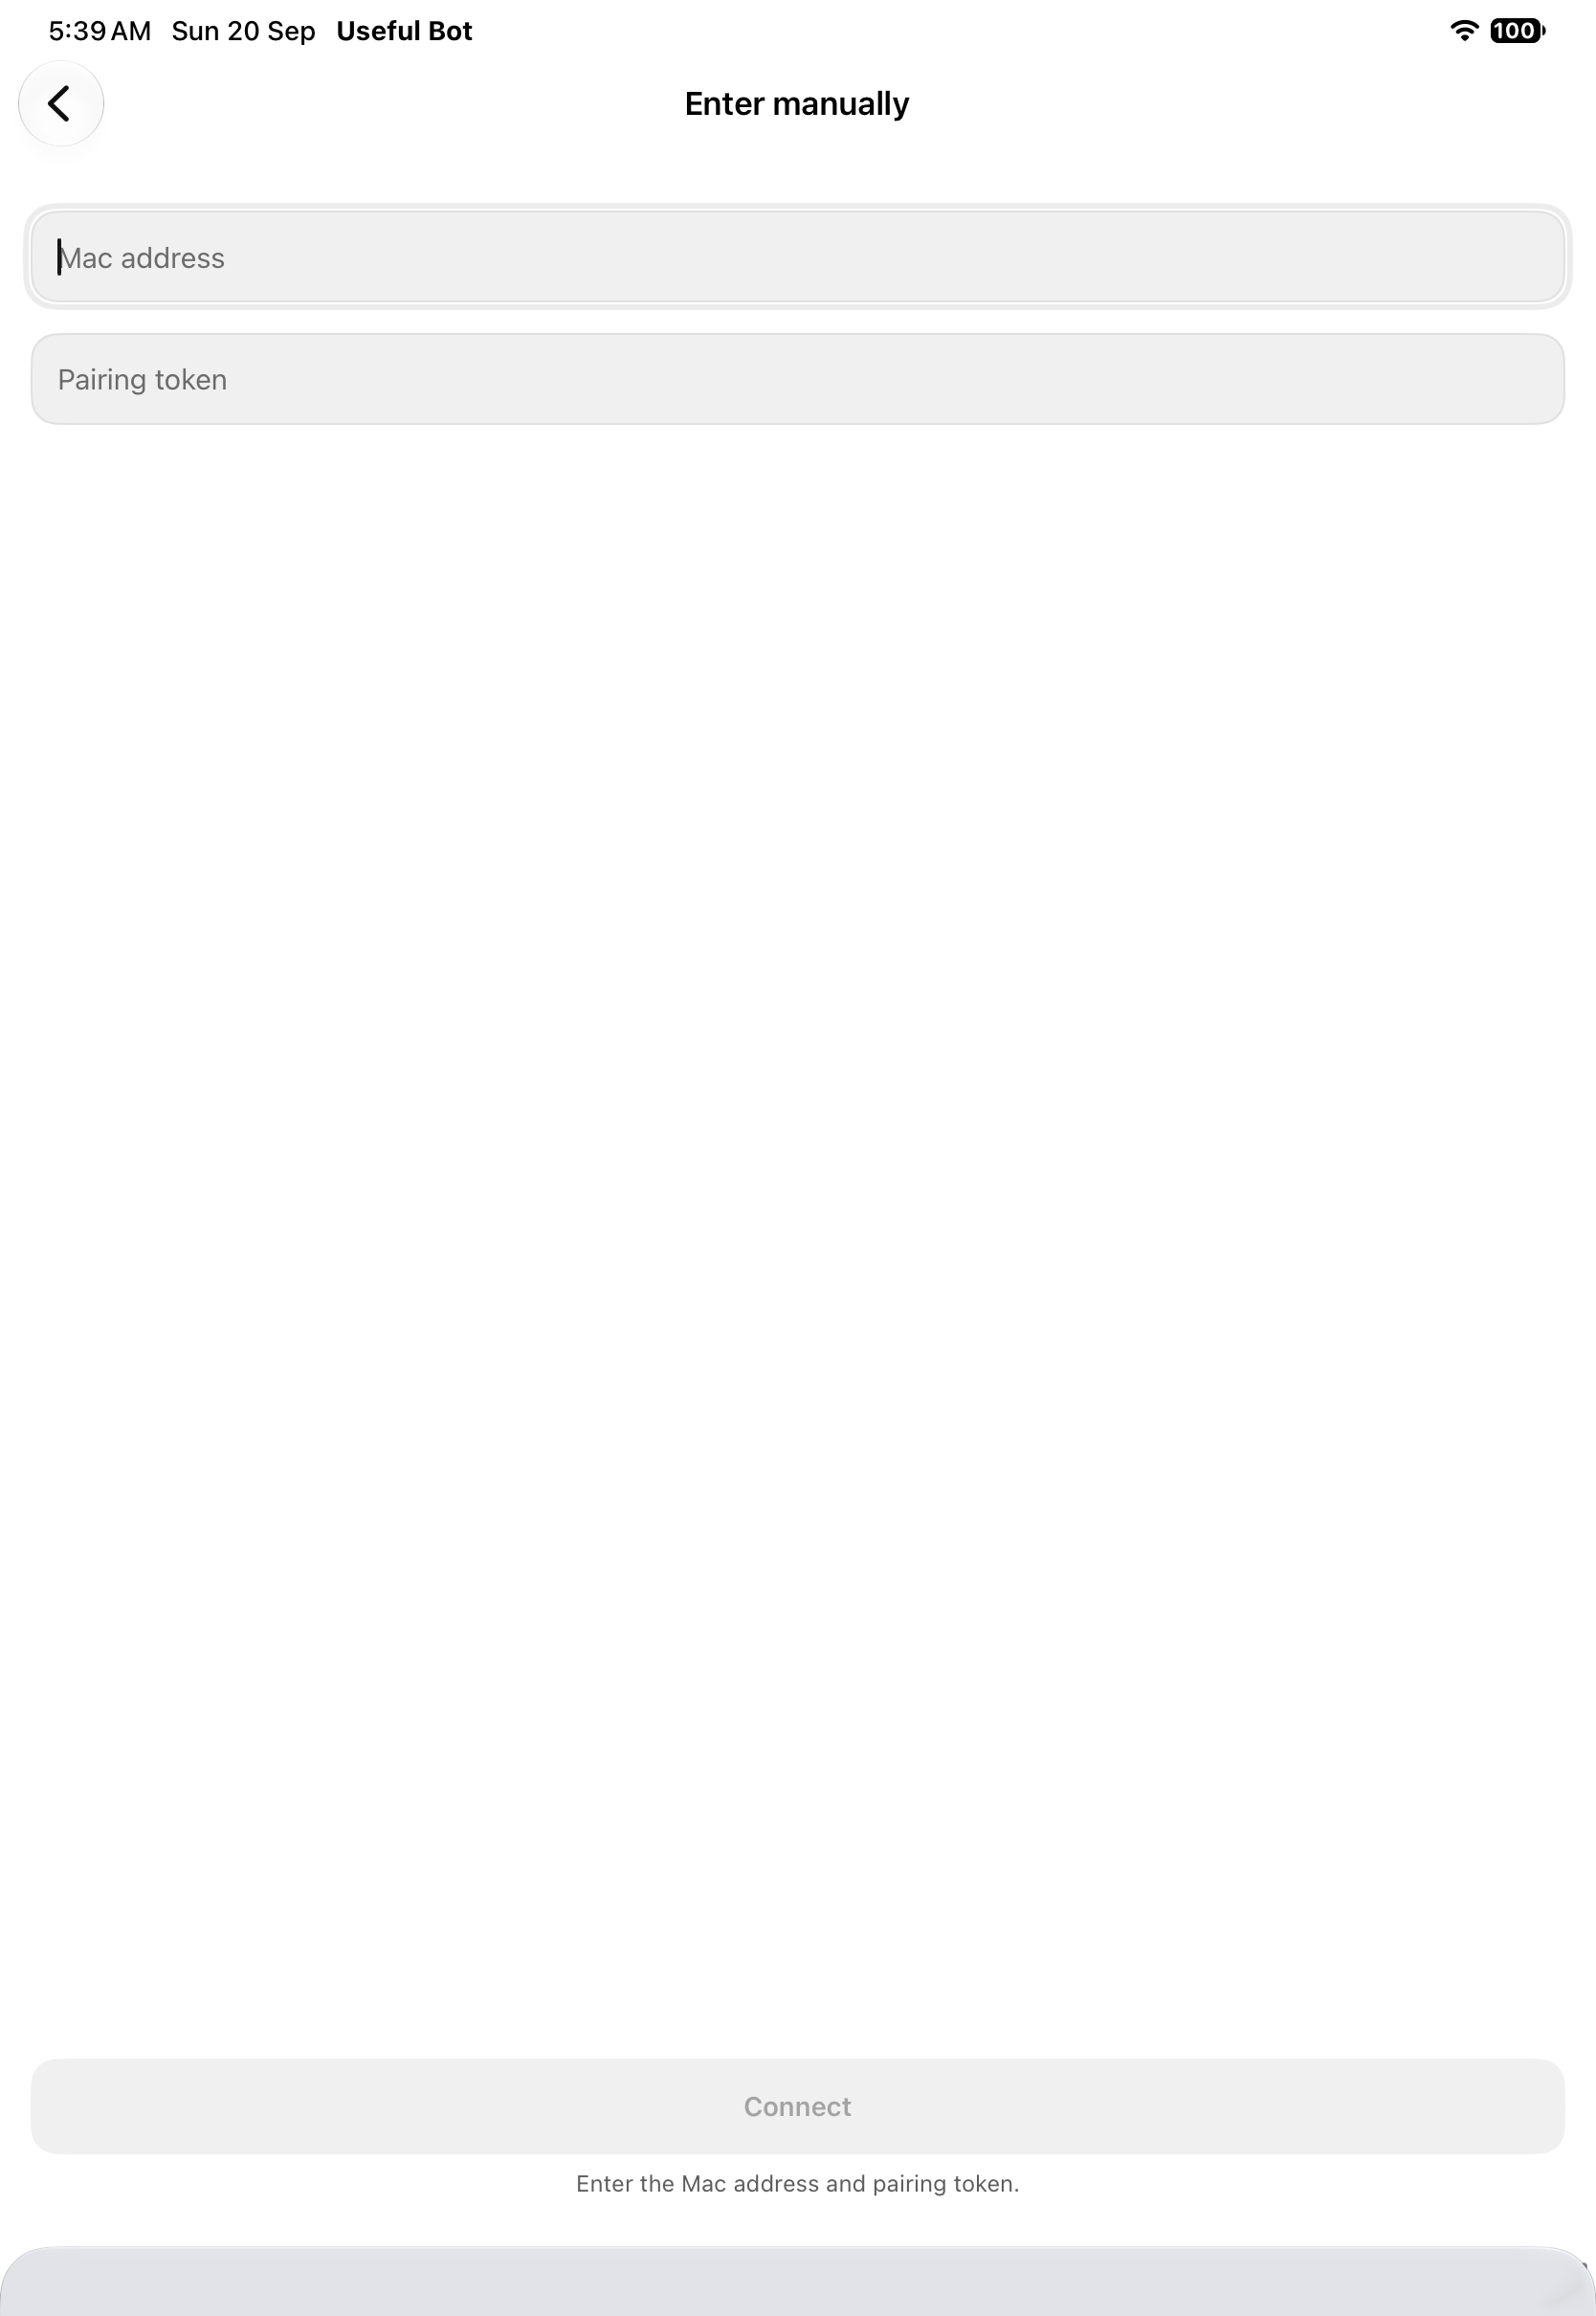 5:39 AM Sun 20 Sep Useful Bot 100
Enter manually
Mac address
Pairing token
Connect
Enter the Mac address and pairing token.